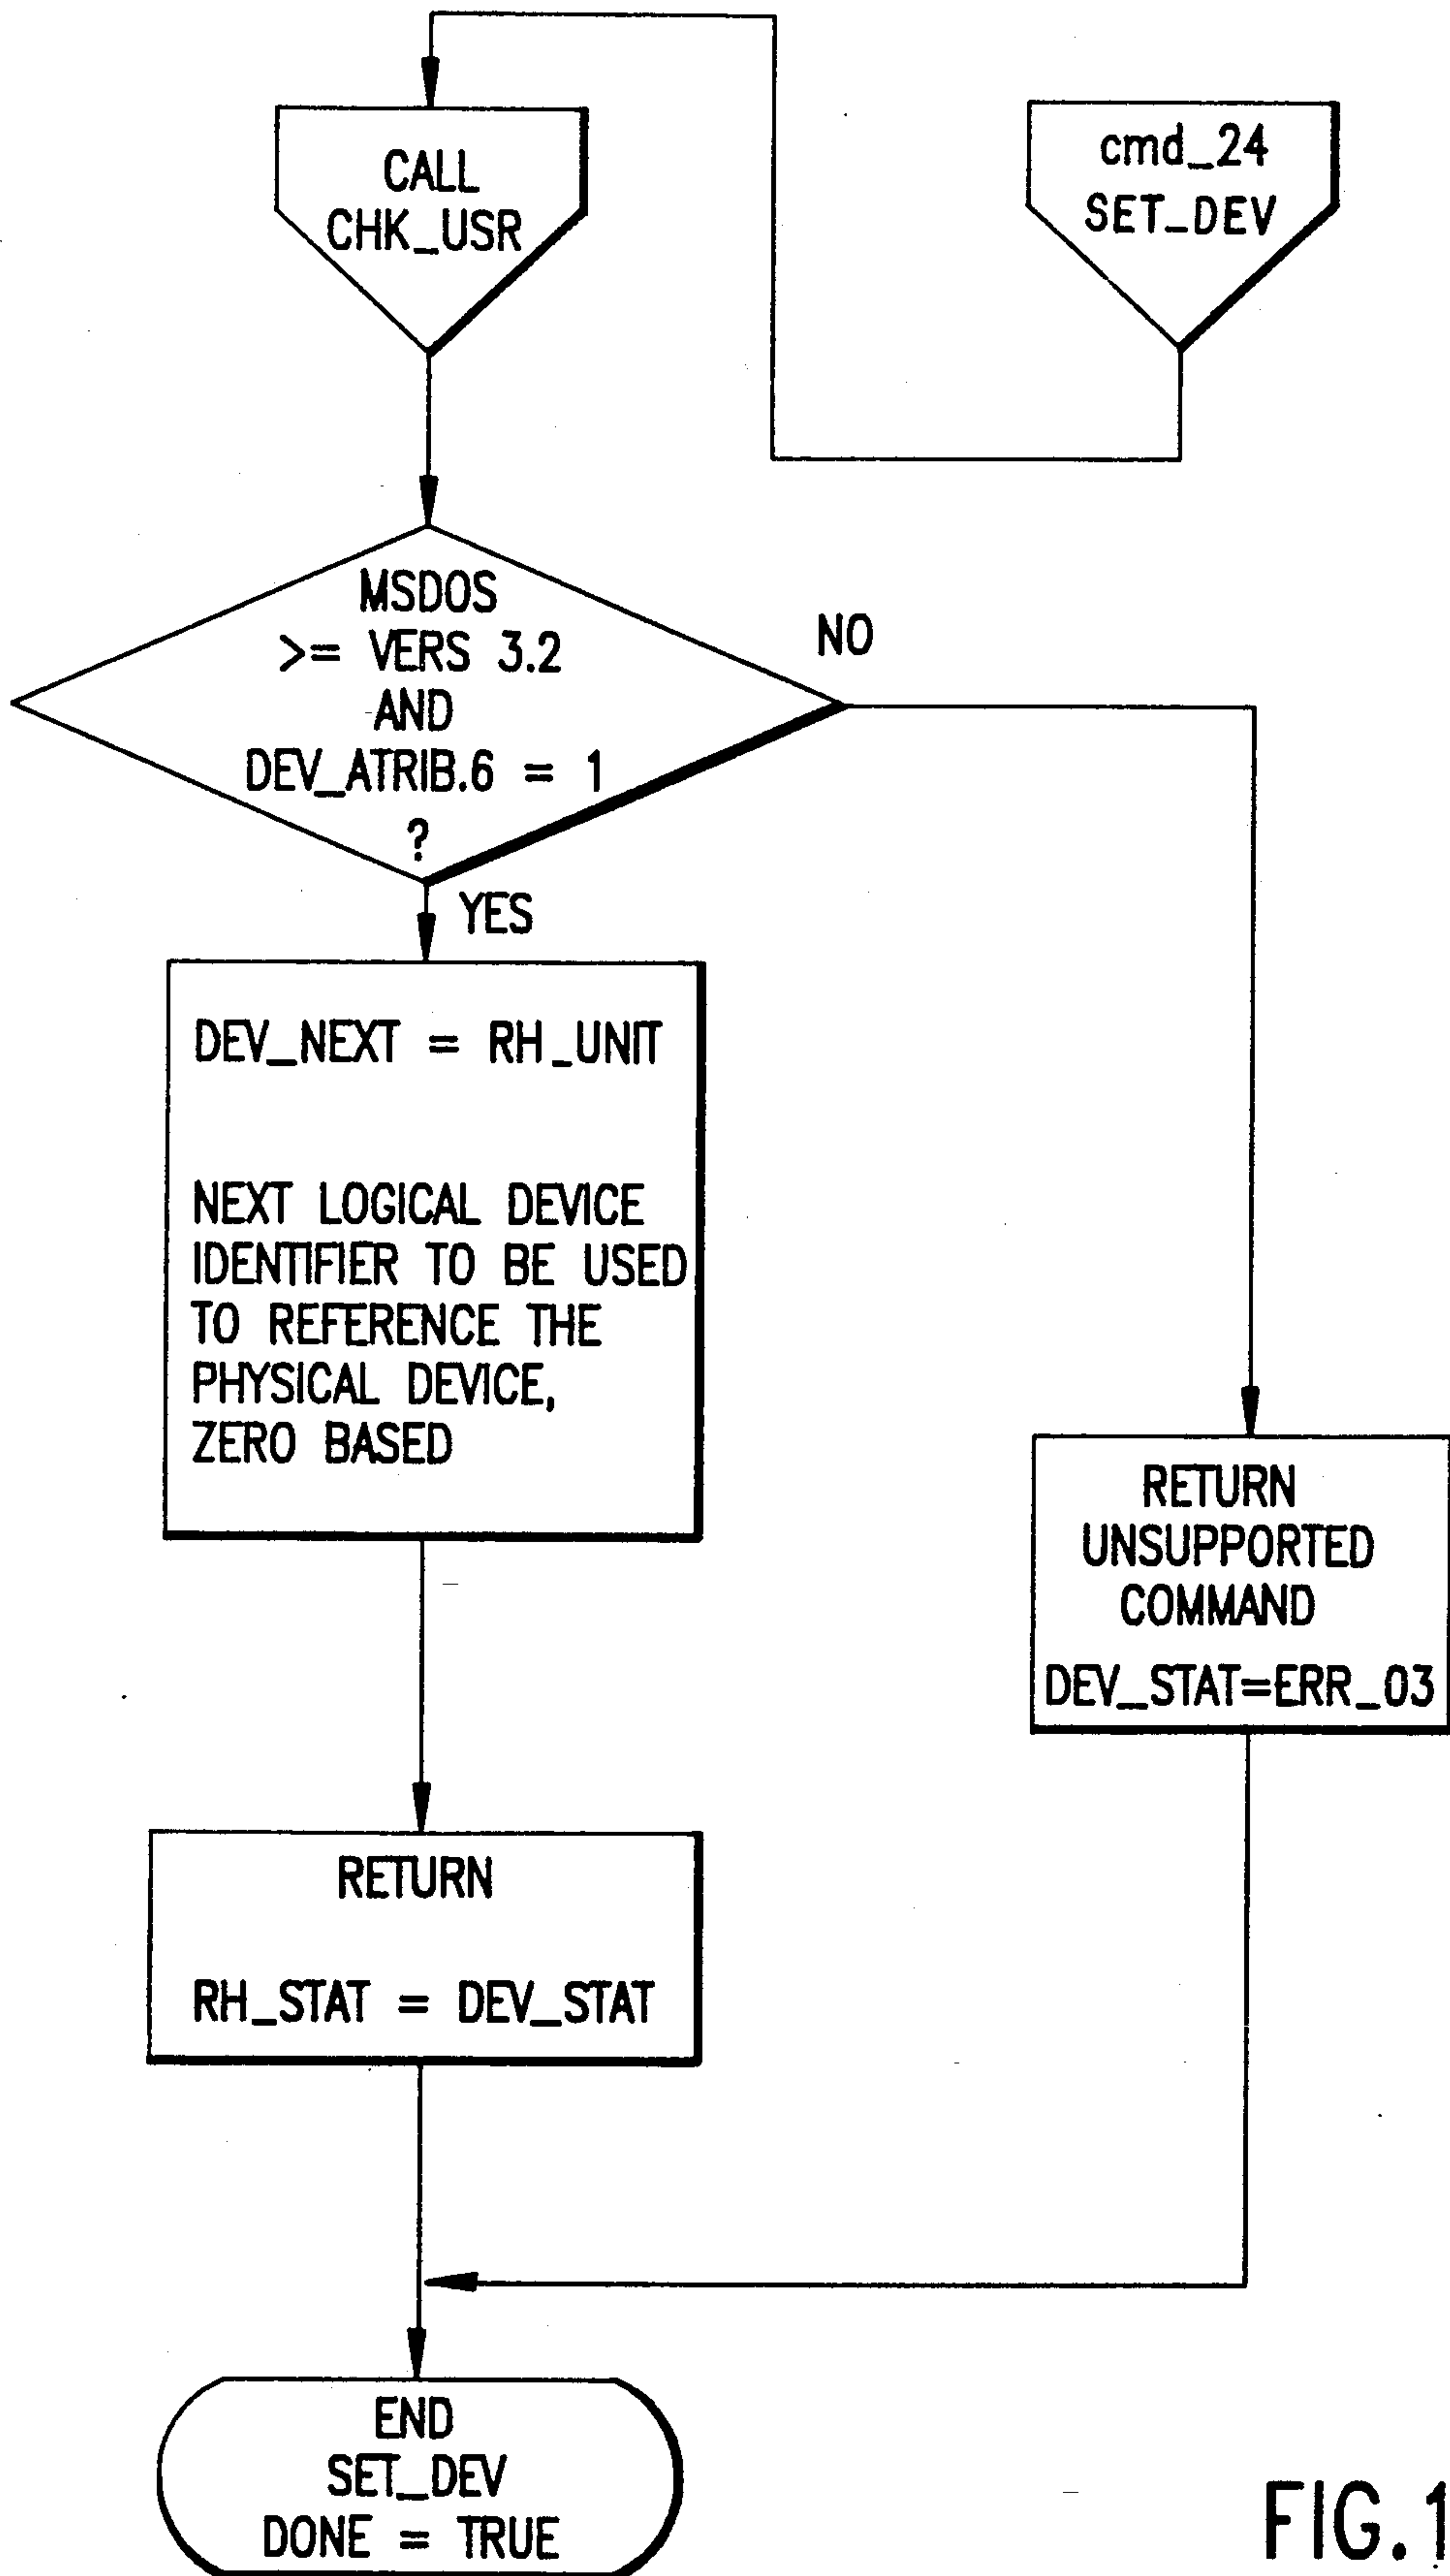 CALL
CHK_USR
cmd_24
SET_DEV
MSDOS
>= VERS 3.2
AND
DEV_ATRIB.6 = 1
?
NO
YES
DEV_NEXT = RH_UNIT
NEXT LOGICAL DEVICE
IDENTIFIER TO BE USED
TO REFERENCE THE
PHYSICAL DEVICE,
ZERO BASED
RETURN
UNSUPPORTED
COMMAND
DEV_STAT=ERR_03
RETURN
RH_STAT = DEV_STAT
END
SET_DEV
DONE = TRUE
FIG.1